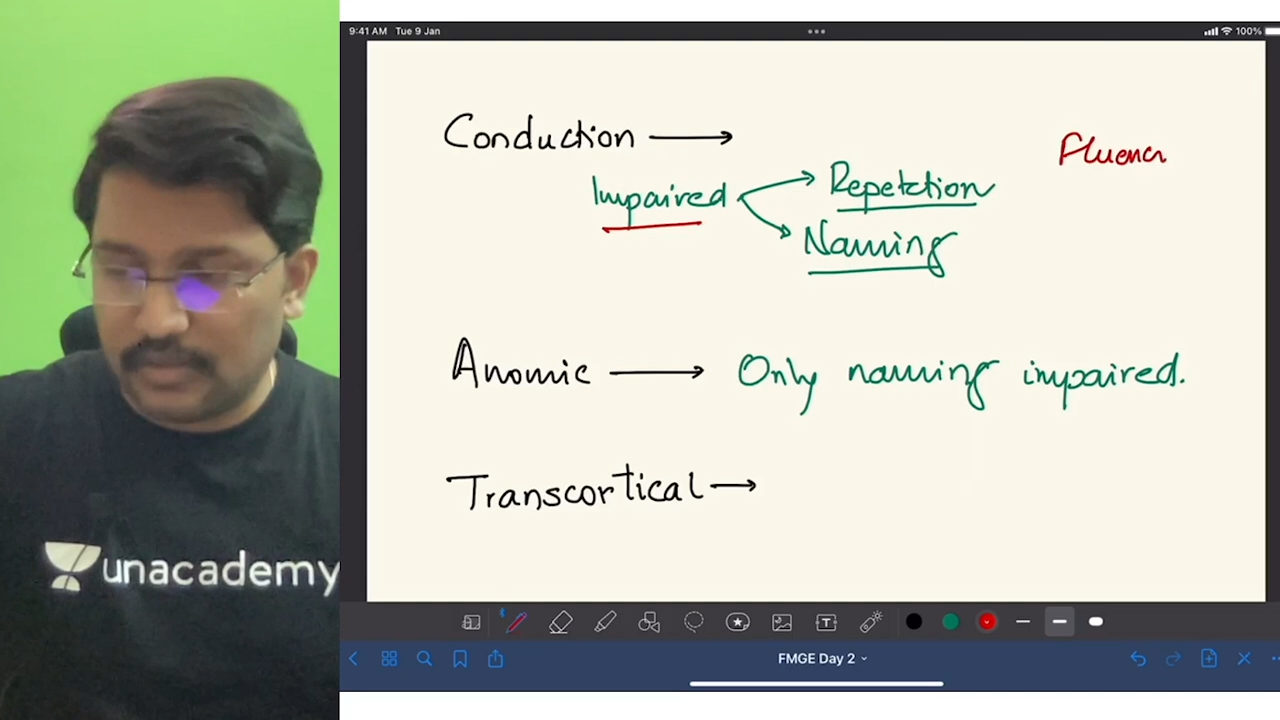 9:41 AM Tue 9 Jan
100%
Conduction →
Fluenc
Impaired
Repetition
Naming
Anomic → Only naming impaired.
Transcortical →
unacademy
T
FMGE Day 2